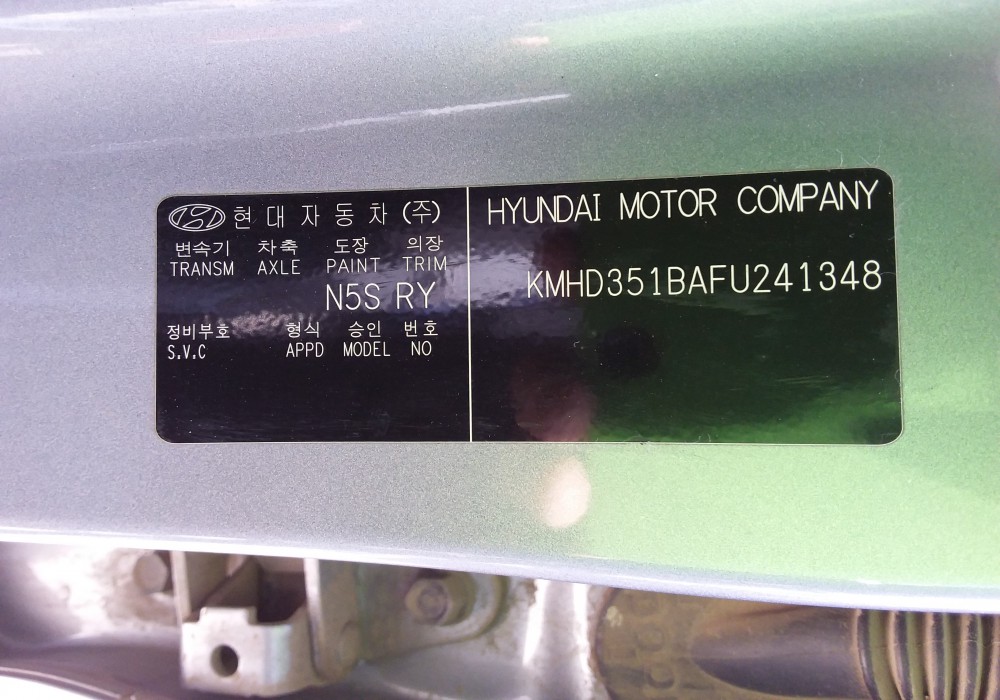 현대자동차(주)
변속기 차축 도장 의장
TRANSM AXLE PAINT TRIM
N5S RY
정비부호 형식 승인 번호
S.V.C APPD MODEL NO
HYUNDAI MOTOR COMPANY
KMHD351BAFU241348